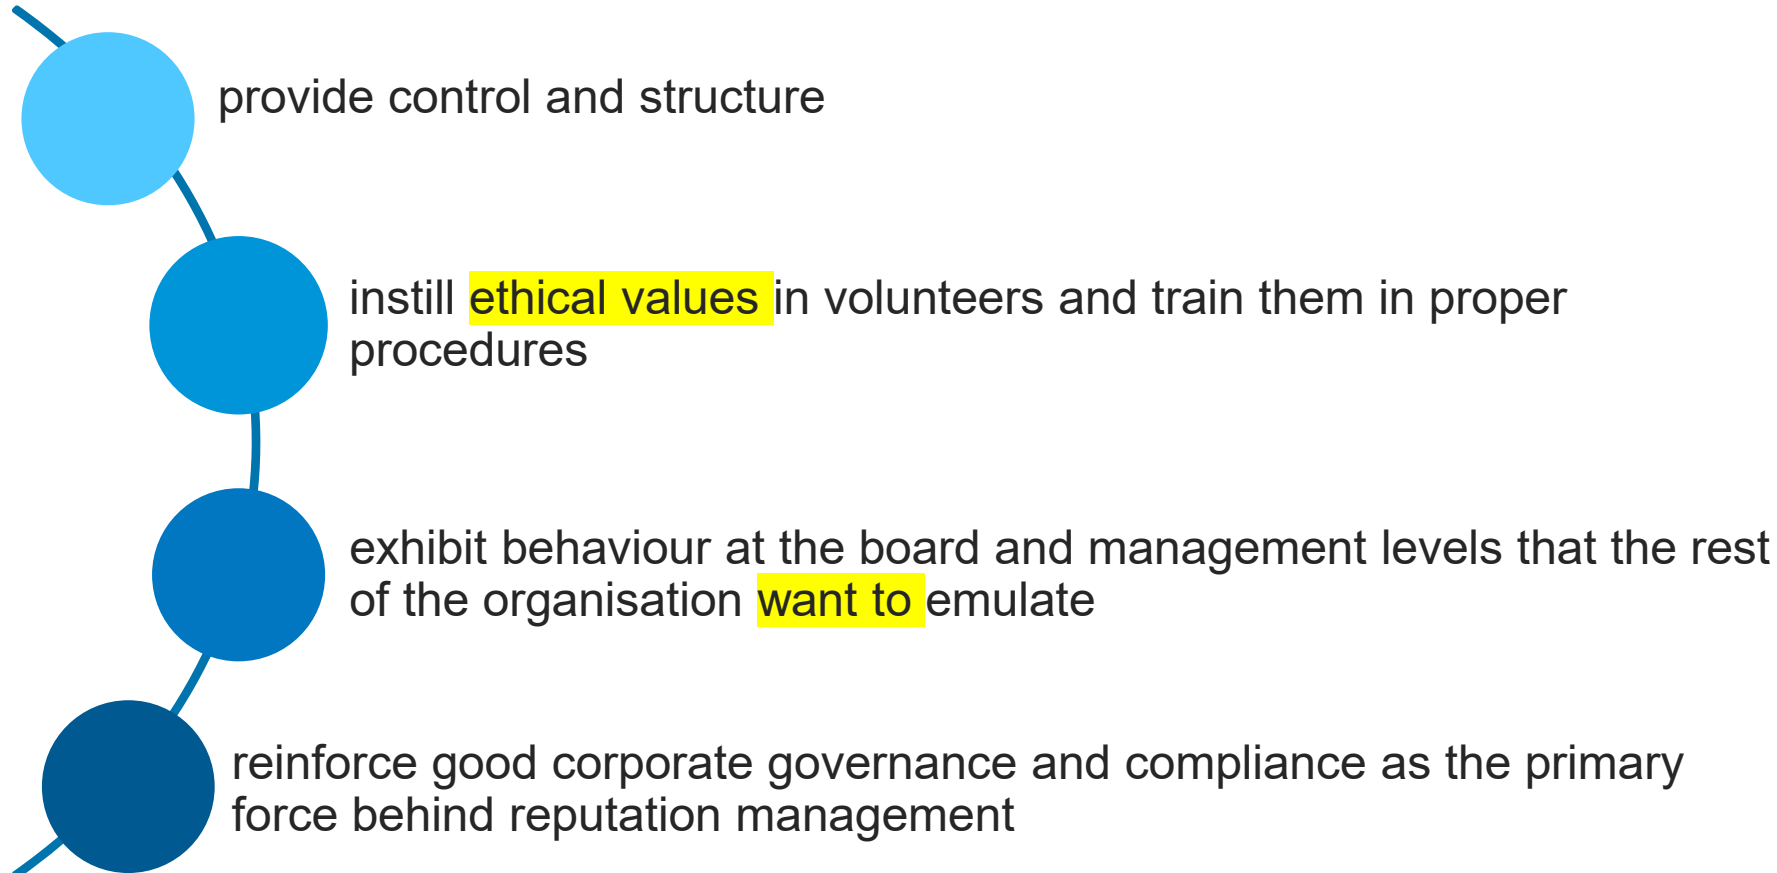 provide control and structure
instill ethical values in volunteers and train them in proper
procedures
exhibit behaviour at the board and management levels that the rest
of the organisation want to emulate
reinforce good corporate governance and compliance as the primary
force behind reputation management